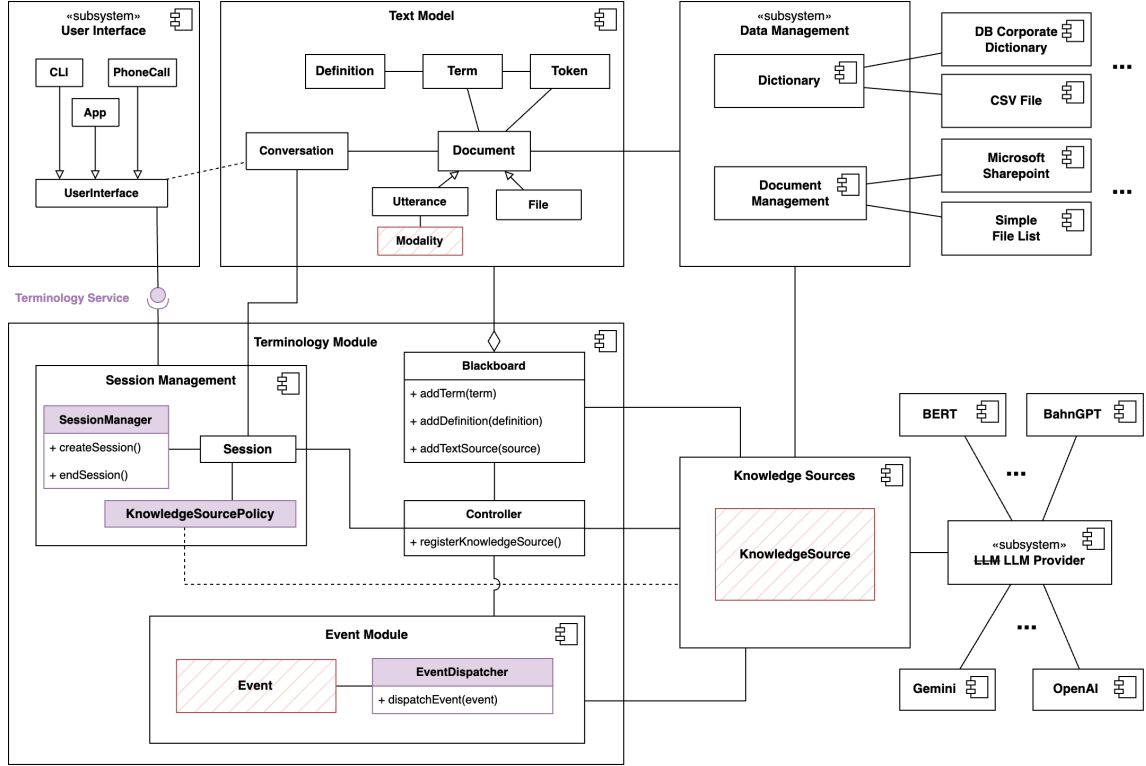 «subsystem»
User Interface
CLI
PhoneCall
App
UserInterface
Text Model
Definition
Term
Token
Conversation
Document
Utterance
File
Modality
«subsystem»
Data Management
Dictionary
Document
Management
DB Corporate
Dictionary
...
CSV File
Microsoft
Sharepoint
...
Simple
File List
Terminology Service
Terminology Module
Session Management
SessionManager
+ createSession()
+ endSession()
Session
KnowledgeSourcePolicy
Blackboard
+ addTerm(term)
+ addDefinition(definition)
+ addTextSource(source)
Controller
+ registerKnowledgeSource()
Event Module
Event
EventDispatcher
+ dispatchEvent(event)
Knowledge Sources
KnowledgeSource
BERT
BahnGPT
...
«subsystem»
LLM LLM Provider
...
Gemini
OpenAI